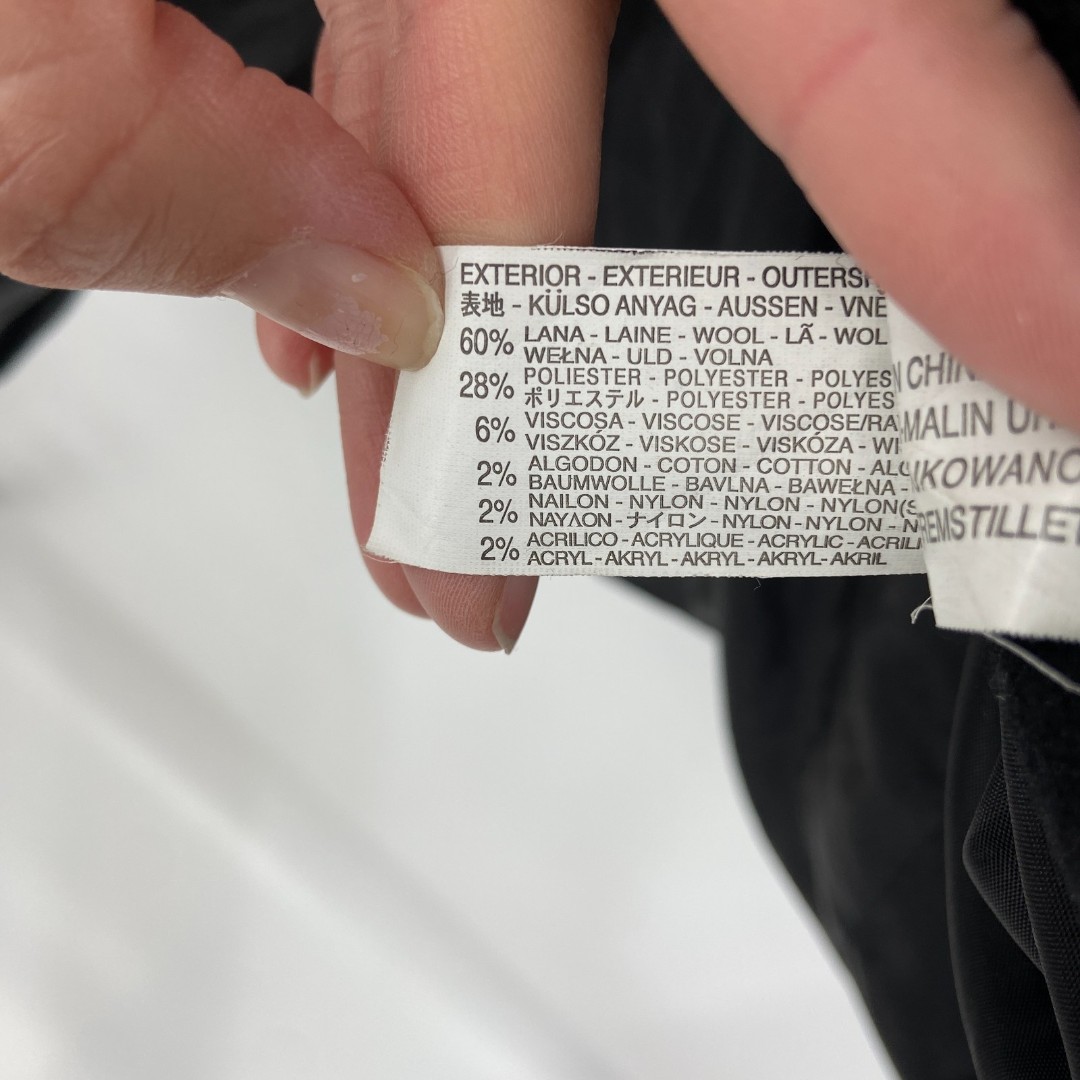 EXTERIOR - EXTERIEUR - OUTERS
表地 - KÜLSO ANYAG - AUSSEN - VNĚ
60% LANA - LAINE - WOOL - LÃ - WOL
WEŁNA - ULD - VOLNA
28% POLIESTER - POLYESTER - POLYES
ポリエステル - POLYESTER - POLYES
6% VISCOSA - VISCOSE - VISCOSE/RA
VISZKÓZ - VISKOSE - VISKÓZA - WI
2% ALGODON - COTON - COTTON - ALG
BAUMWOLLE - BAVLNA - BAWEŁNA -
2% NAILON - NYLON - NYLON - NYLON(S
ΝΑΥΛΟΝ - ナイロン - NYLON - NYLON - N
2% ACRILICO - ACRYLIQUE - ACRYLIC - ACRILI
ACRYL - AKRYL - AKRYL - AKRYL - AKRIL
N CHIN
MALIN U
KOWANO
REMSTILLET